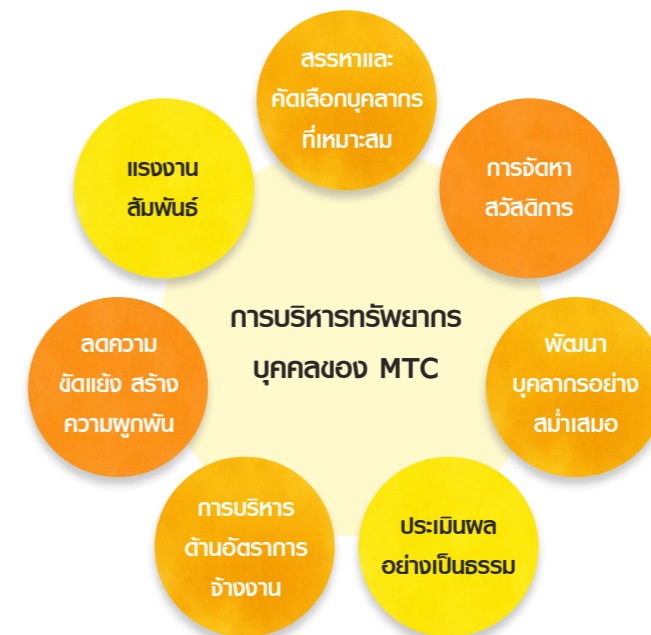 สรรหาและ
คัดเลือกบุคลากร
ที่เหมาะสม
การจัดหา
สวัสดิการ
พัฒนา
บุคลากรอย่าง
สม่ำเสมอ
ประเมินผล
อย่างเป็นธรรม
การบริหาร
ด้านอัตราการ
จ้างงาน
ลดความ
ขัดแย้ง สร้าง
ความผูกพัน
แรงงาน
สัมพันธ์
การบริหารทรัพยากร
บุคคลของ MTC